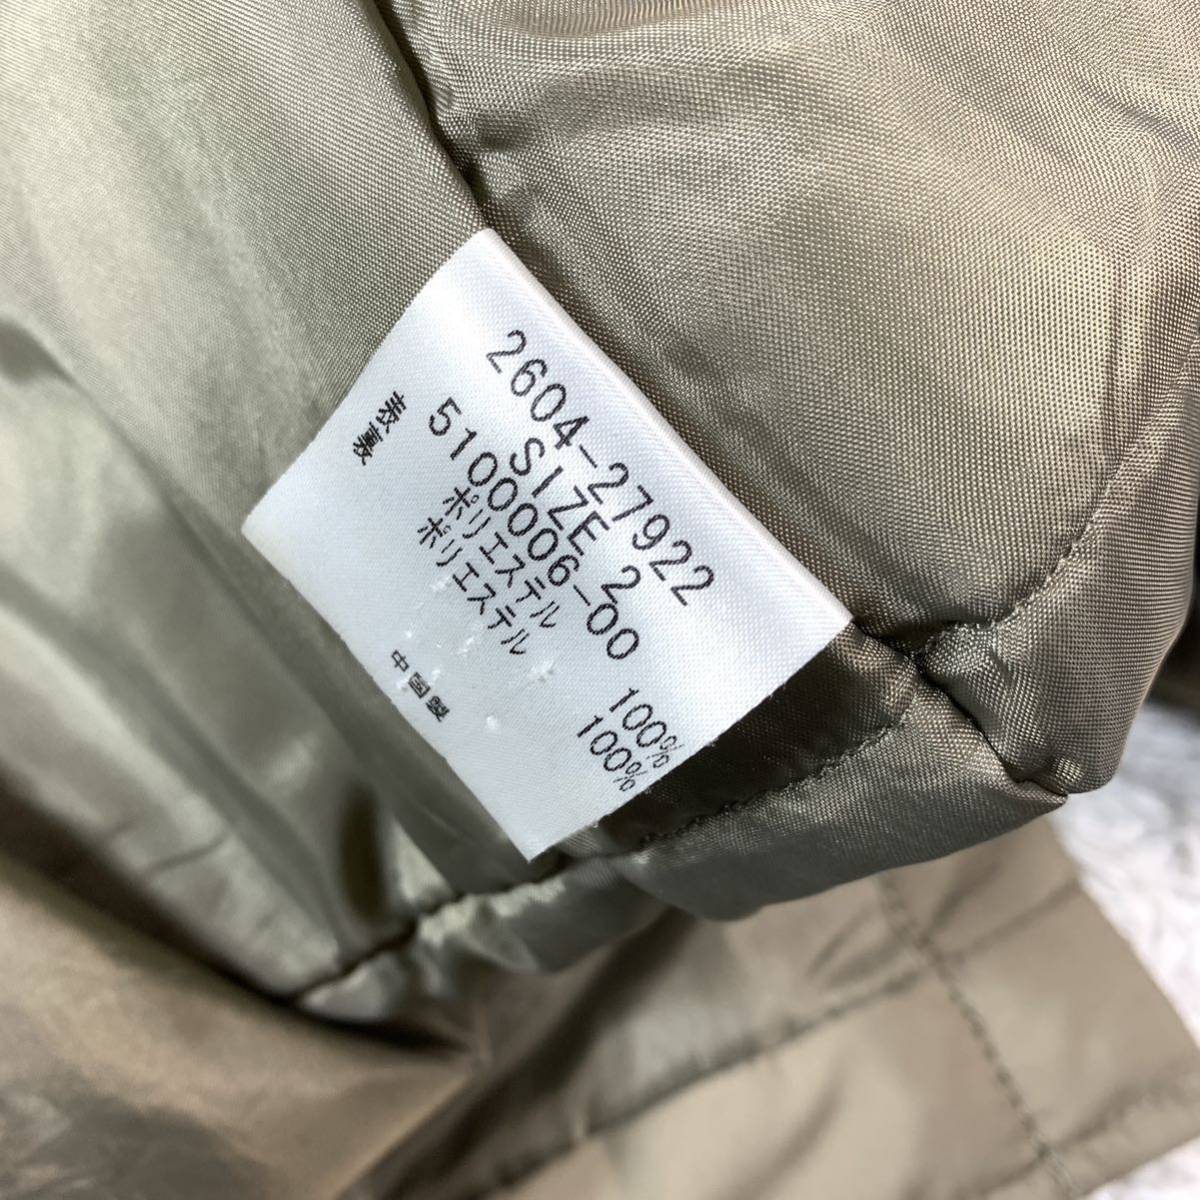 2604-27922
SIZE 2
5100006-00
表 ポリエステル 100%
裏 ポリエステル 100%
中国製